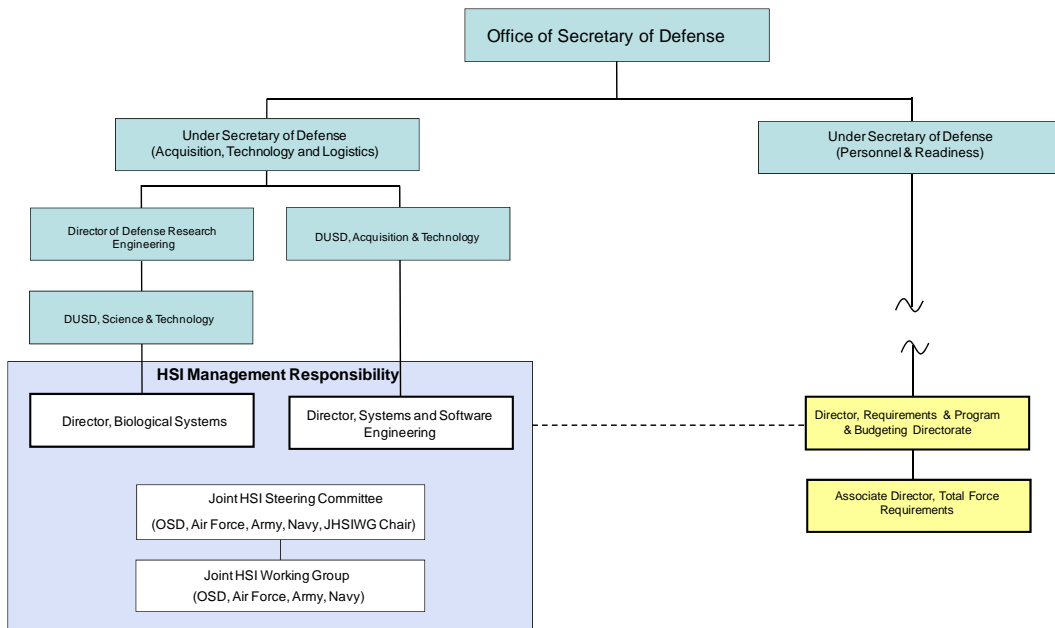 Office of Secretary of Defense
Under Secretary of Defense
(Acquisition, Technology and Logistics)
Under Secretary of Defense
(Personnel & Readiness)
Director of Defense Research
Engineering
DUSD, Acquisition & Technology
DUSD, Science & Technology
HSI Management Responsibility
Director, Biological Systems
Director, Systems and Software
Engineering
Director, Requirements & Program
& Budgeting Directorate
Associate Director, Total Force
Requirements
Joint HSI Steering Committee
(OSD, Air Force, Army, Navy, JHSIWG Chair)
Joint HSI Working Group
(OSD, Air Force, Army, Navy)